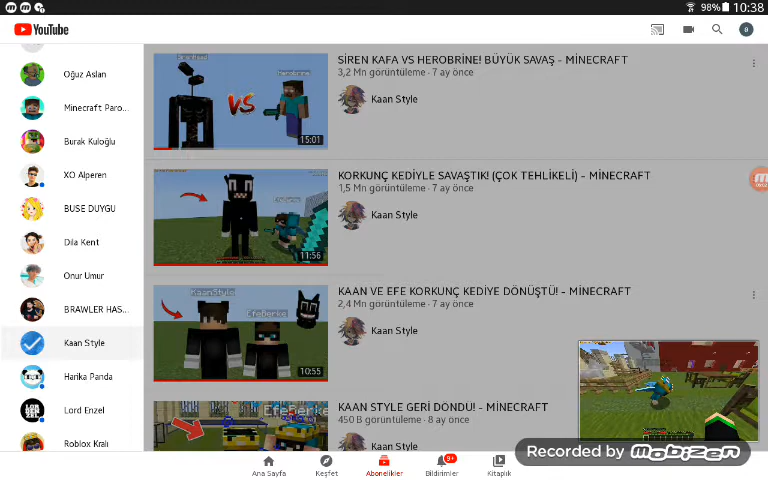 98% 10:38
YouTube
Oğuz Aslan
Minecraft Paro...
Burak Kuloğlu
XO Alperen
BUSE DUYGU
Dila Kent
Onur Umur
BRAWLER HAS...
Kaan Style
Harika Panda
Lord Enzel
Roblox Kralı
VS
15:01
SİREN KAFA VS HEROBRİNE! BÜYÜK SAVAŞ - MİNECRAFT
3,2 Mn görüntüleme · 7 ay önce
Kaan Style
11:56
KORKUNÇ KEDİYLE SAVAŞTIK! (ÇOK TEHLİKELİ) - MİNECRAFT
1,5 Mn görüntüleme · 7 ay önce
Kaan Style
KaanStyle
Efeberke
10:55
KAAN VE EFE KORKUNÇ KEDİYE DÖNÜŞTÜ! - MİNECRAFT
2,4 Mn görüntüleme · 7 ay önce
Kaan Style
EfeBerke
KAAN STYLE GERİ DÖNDÜ! - MİNECRAFT
450 B görüntüleme · 8 ay önce
Kaan Style
Recorded by mobizen
Ana Sayfa
Keşfet
Abonelikler
9+
Bildirimler
Kitaplık